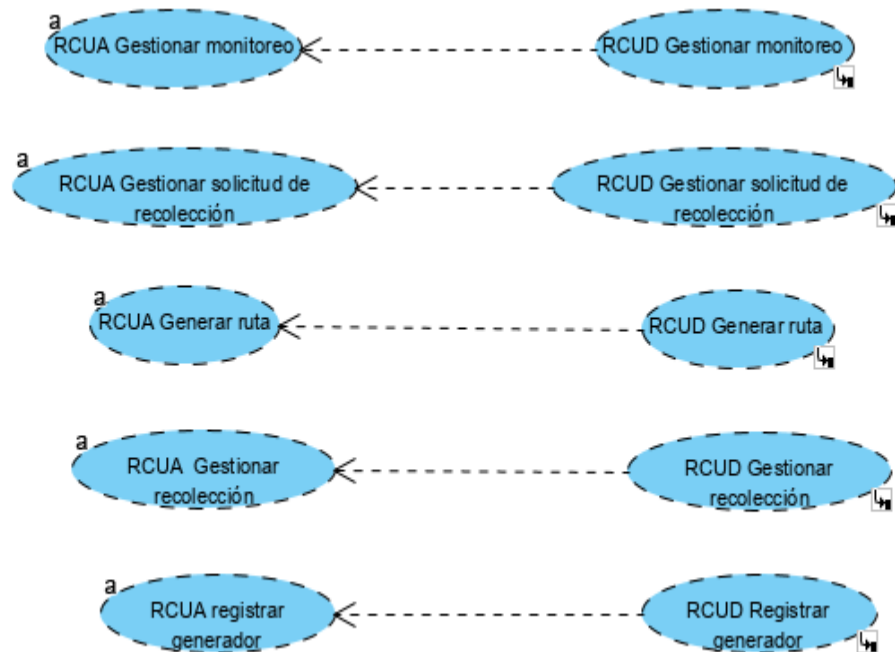 a
RCUA Gestionar monitoreo
RCUD Gestionar monitoreo
a
RCUA Gestionar solicitud de
recolección
RCUD Gestionar solicitud de
recolección
a
RCUA Generar ruta
RCUD Generar ruta
a
RCUA Gestionar
recolección
RCUD Gestionar
recolección
a
RCUA registrar
generador
RCUD Registrar
generador